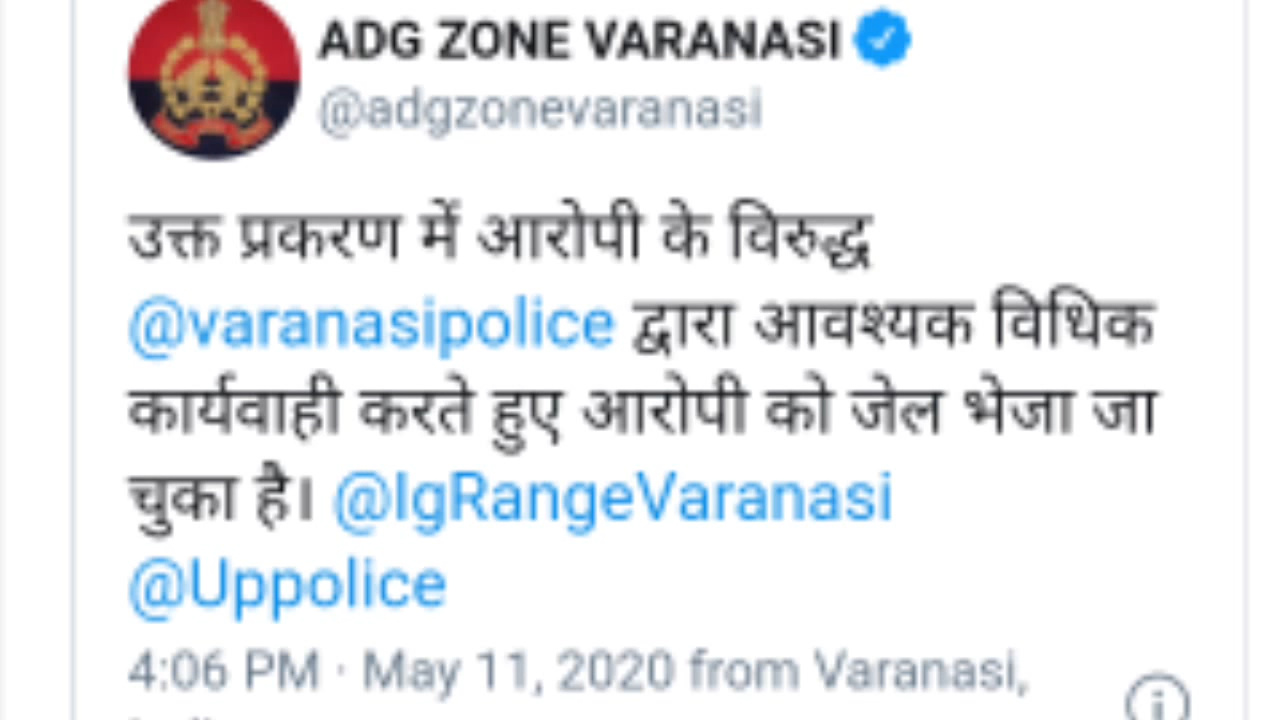 ADG ZONE VARANASI
@adgzonevaranasi
उक्त प्रकरण में आरोपी के विरुद्ध
@varanasipolice द्वारा आवश्यक विधिक
कार्यवाही करते हुए आरोपी को जेल भेजा जा
चुका है। @IgRangeVaranasi
@Uppolice
4:06 PM · May 11, 2020 from Varanasi,